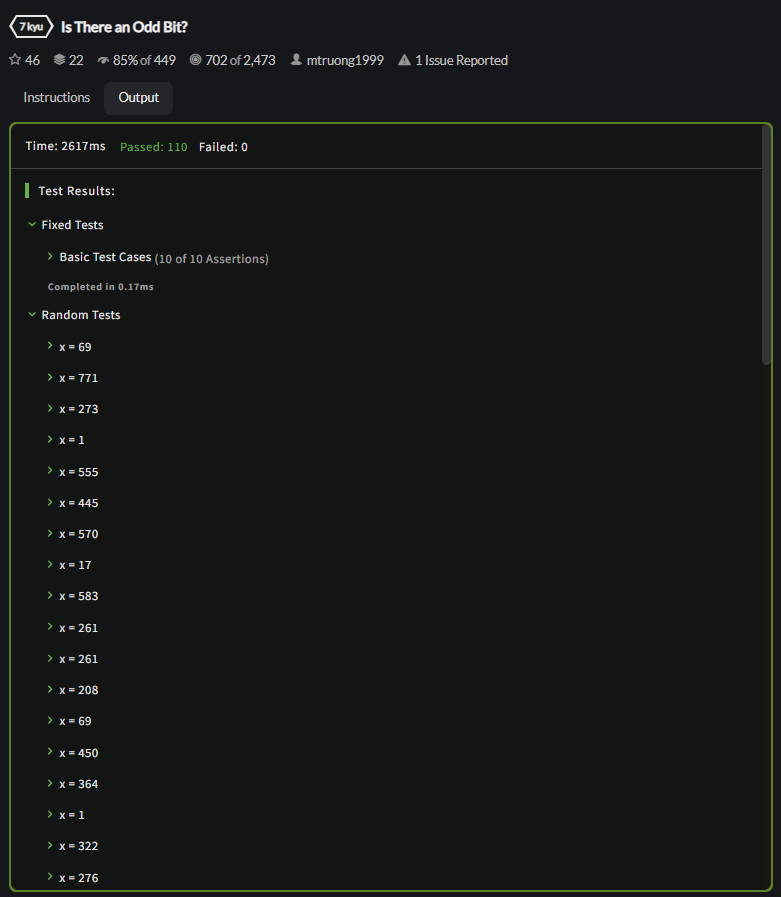 7 kyu Is There an Odd Bit?
46 22 85% of 449 702 of 2,473 mtruong1999 1 Issue Reported
Instructions Output
Time: 2617ms Passed: 110 Failed: 0
Test Results:
Fixed Tests
Basic Test Cases (10 of 10 Assertions)
Completed in 0.17ms
Random Tests
x = 69
x = 771
x = 273
x = 1
x = 555
x = 445
x = 570
x = 17
x = 583
x = 261
x = 261
x = 208
x = 69
x = 450
x = 364
x = 1
x = 322
x = 276